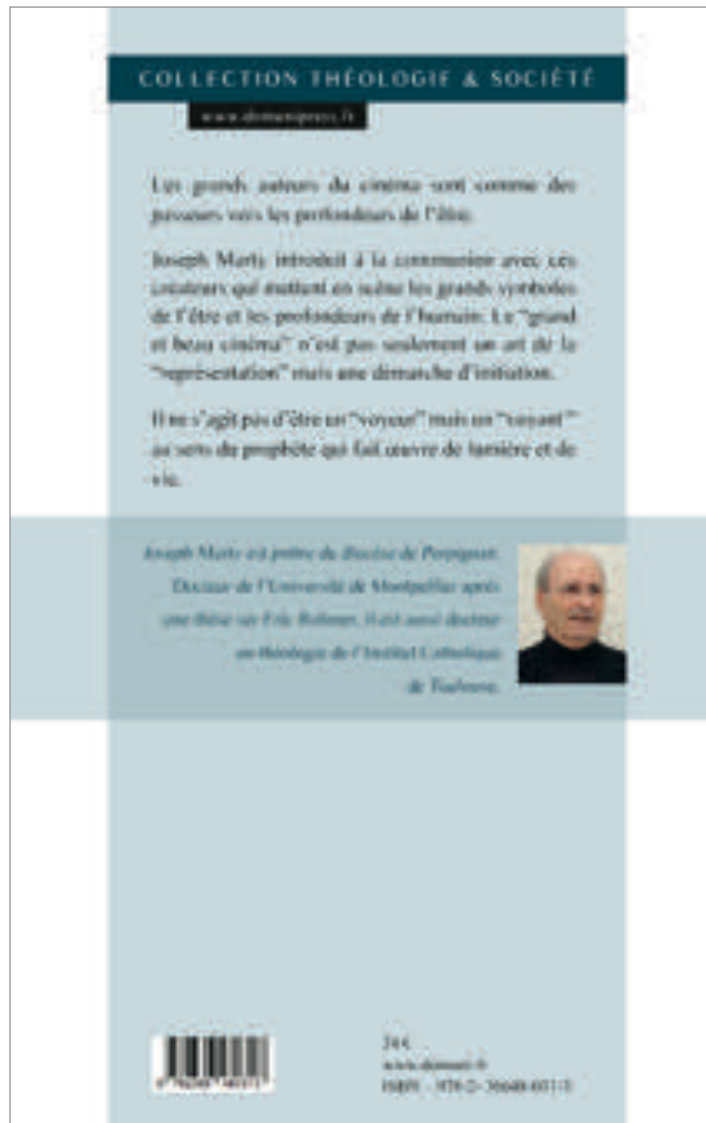 COLLECTION THÉOLOGIE & SOCIÉTÉ
Les grands auteurs du cinéma sont comme des
passeurs vers les profondeurs de l'être.
Joseph Marty introduit à la communion avec ces
créateurs qui mettent en scène les grands symboles
de l'être et les profondeurs de l'humain. Le "grand
et beau cinéma" n'est pas seulement un art de la
"représentation" mais une démarche d'initiation.
Il ne s'agit pas d'être un "voyeur" mais un "voyant"
au sens du prophète qui fait œuvre de lumière et de
vie.
Joseph Marty est prêtre du diocèse de Perpignan.
Docteur de l'Université de Montpellier après
une thèse sur Eric Rohmer, il est aussi docteur
en théologie de l'Institut Catholique
de Toulouse.
ISBN